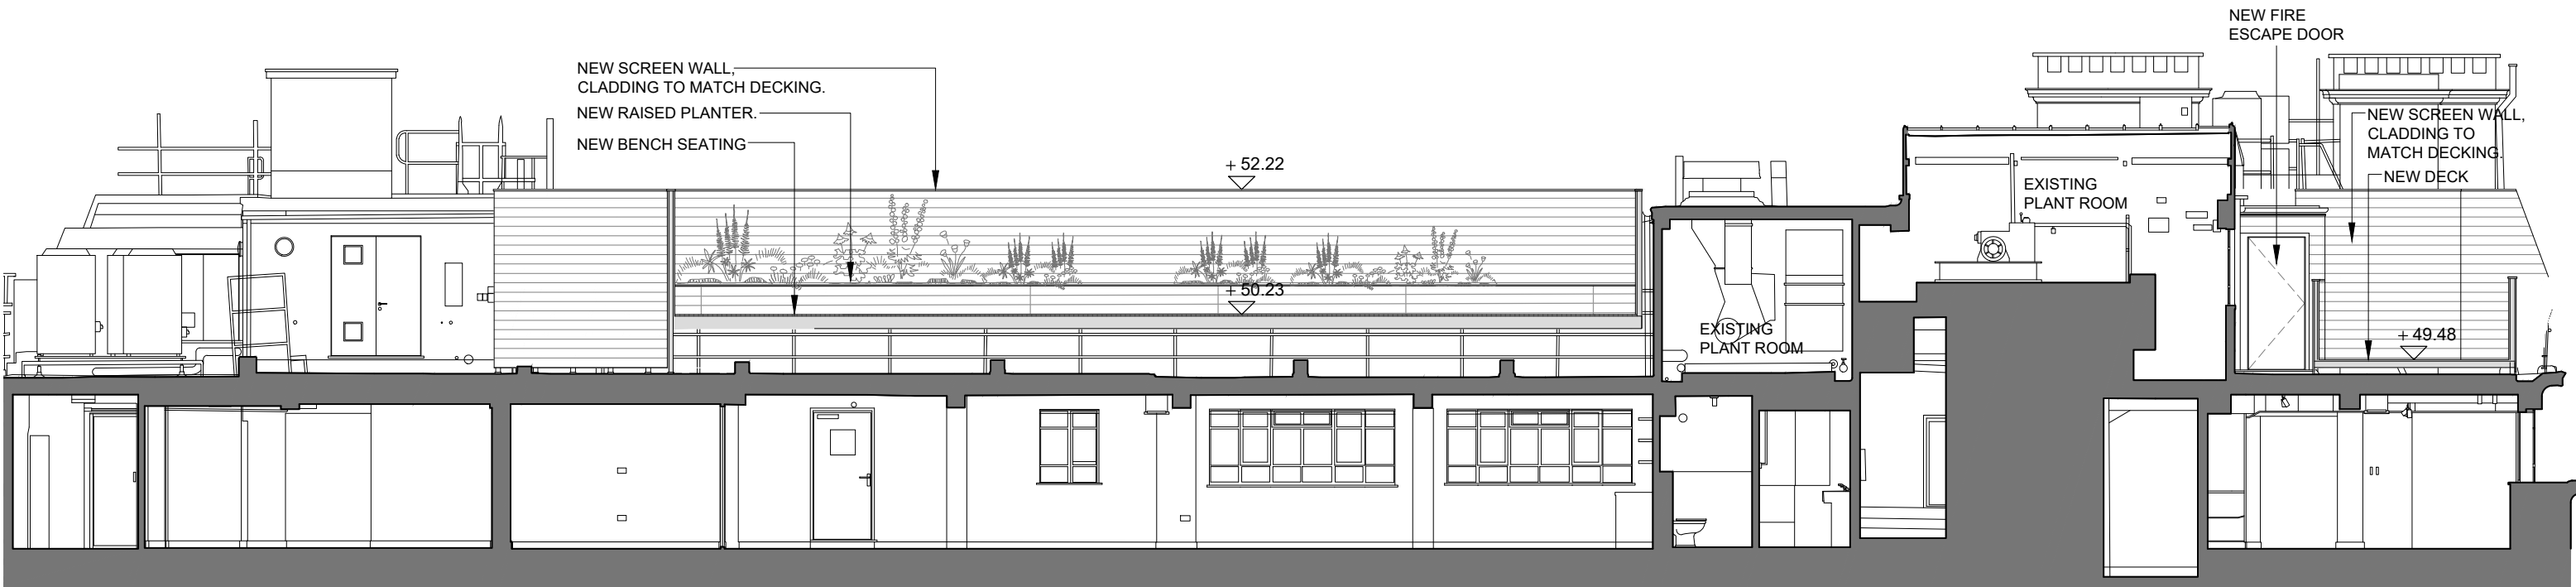 NEW FIRE
ESCAPE DOOR
NEW SCREEN WALL,
CLADDING TO MATCH DECKING.
NEW RAISED PLANTER.
NEW BENCH SEATING
+ 52.22
+ 50.23
EXISTING
PLANT ROOM
EXISTING
PLANT ROOM
NEW SCREEN WALL,
CLADDING TO
MATCH DECKING.
NEW DECK
+ 49.48